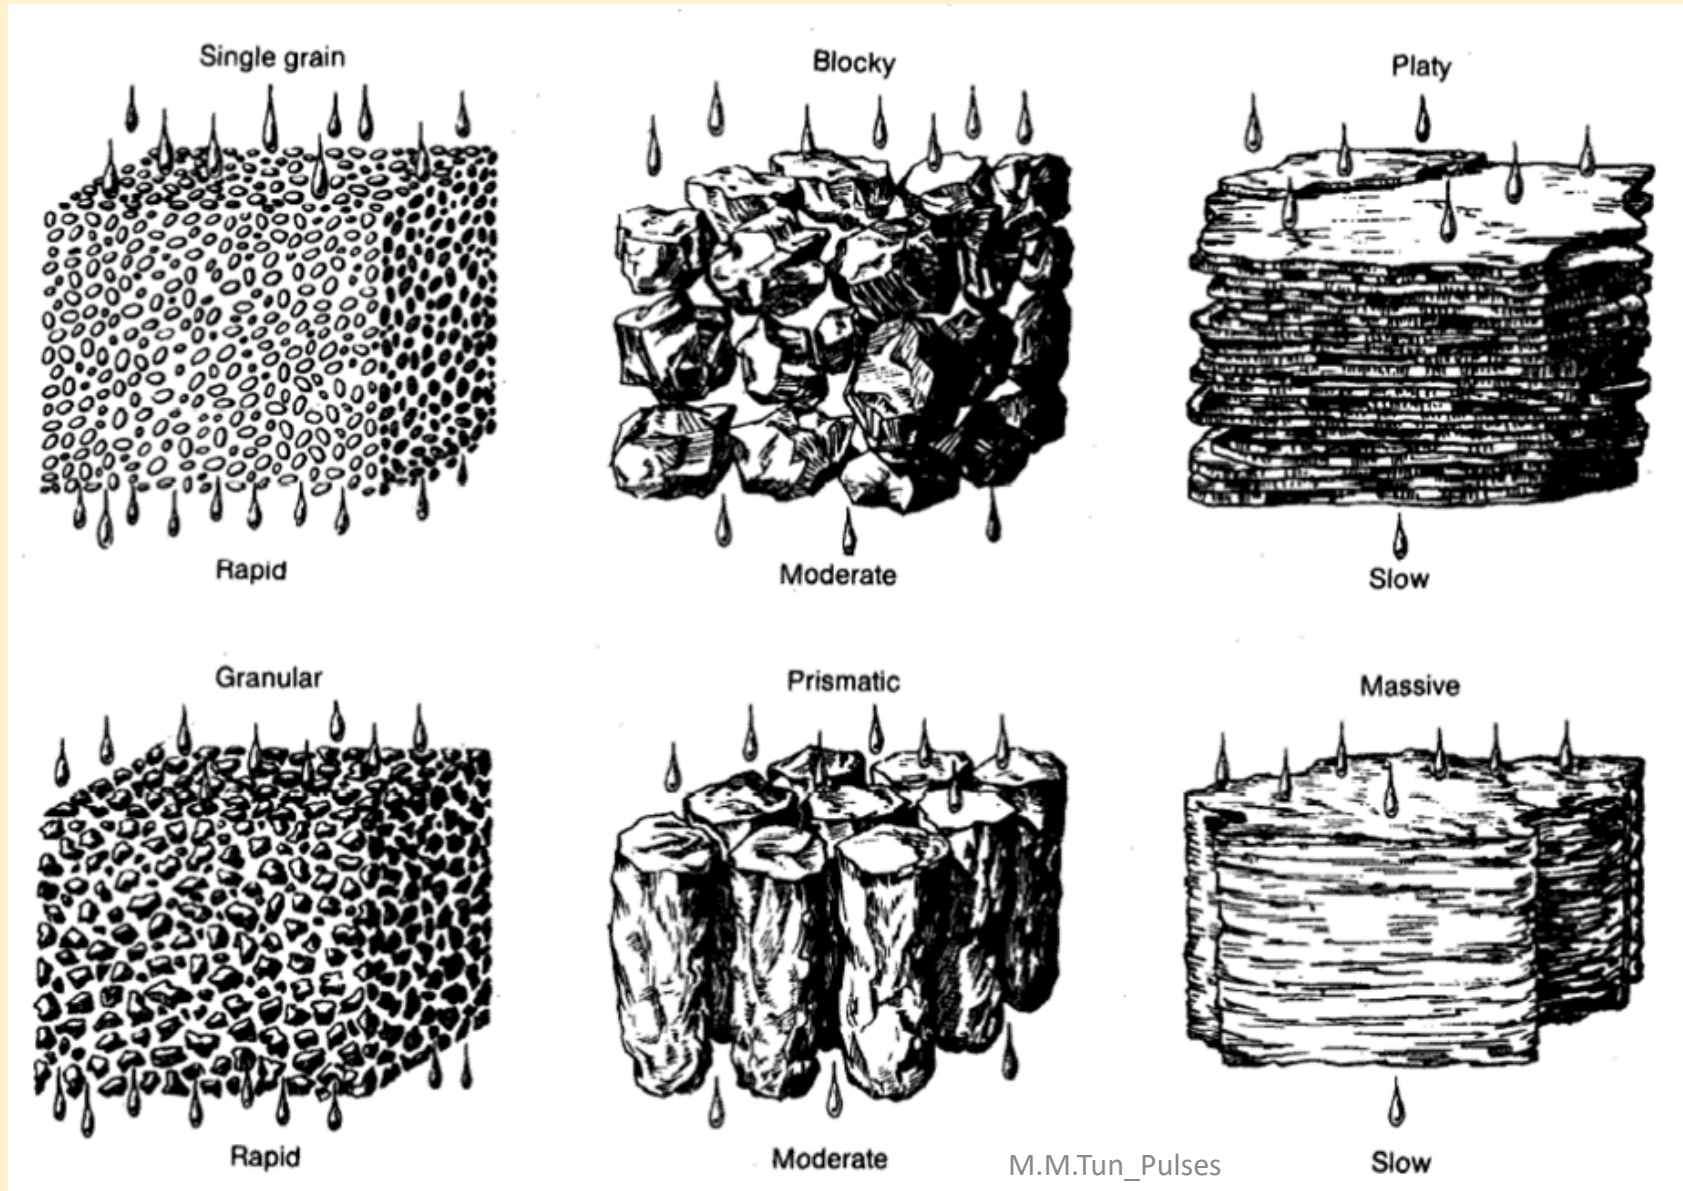 Single grain
Blocky
Platy
Rapid
Moderate
Slow
Granular
Prismatic
Massive
Rapid
Moderate
Slow
M.M.Tun_Pulses